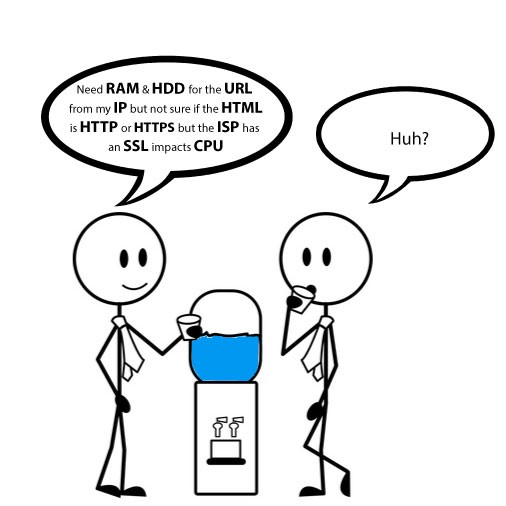 Need RAM & HDD for the URL
from my IP but not sure if the HTML
is HTTP or HTTPS but the ISP has
an SSL impacts CPU
Huh?